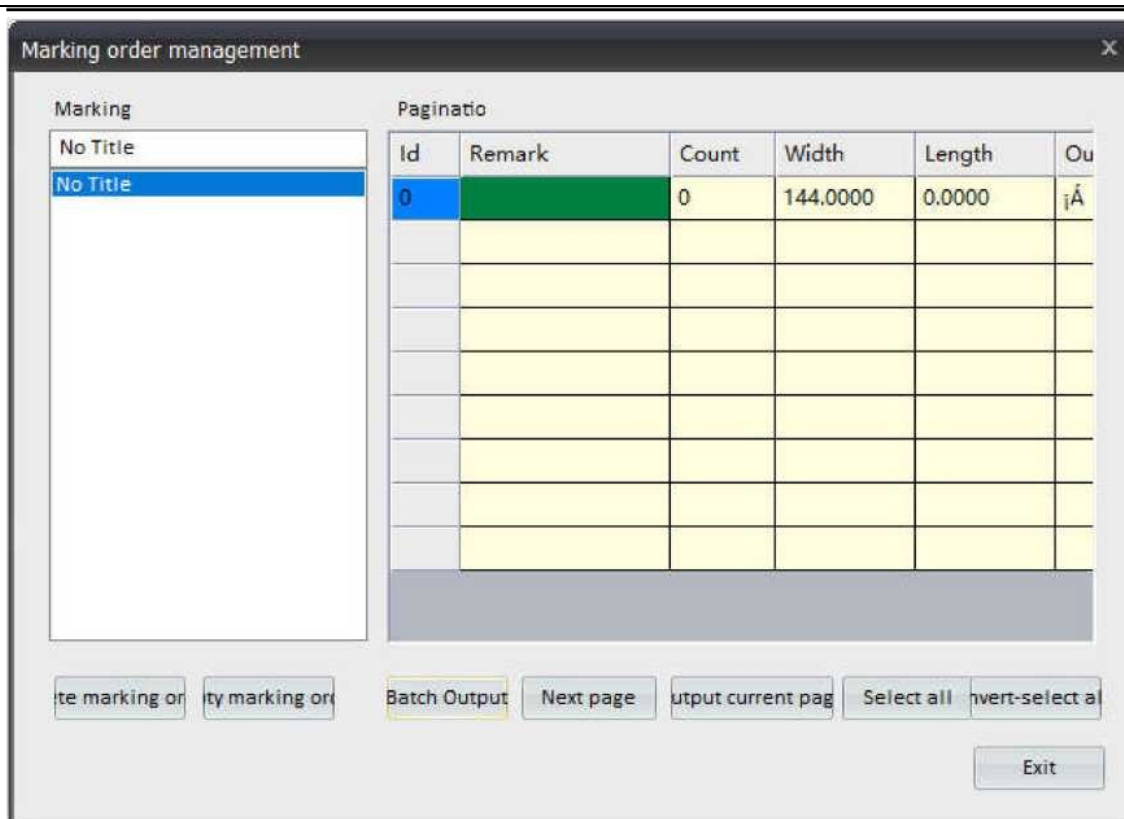 Marking order management x
Marking
No Title
No Title
Paginatio
Id Remark Count Width Length Ou
0 0 144.0000 0.0000 ¡Á
te marking or ty marking ord Batch Output Next page utput current pag Select all nvert-select al
Exit